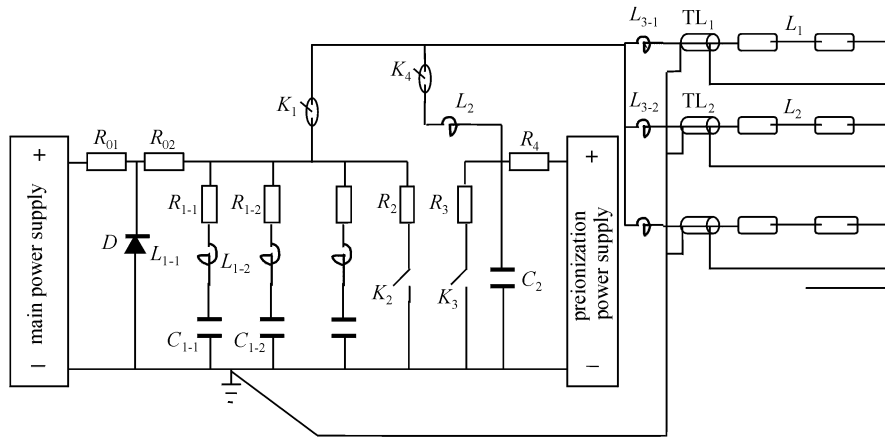 L3-1 TL1 L1
K4
L2
K1
L3-2 TL2 L2
R01 R02
R4
+
+
main power supply
R1-1 R1-2 R2 R3
D L1-1 L1-2
preionization
power supply
K2 K3 C2
C1-1 C1-2
−
−